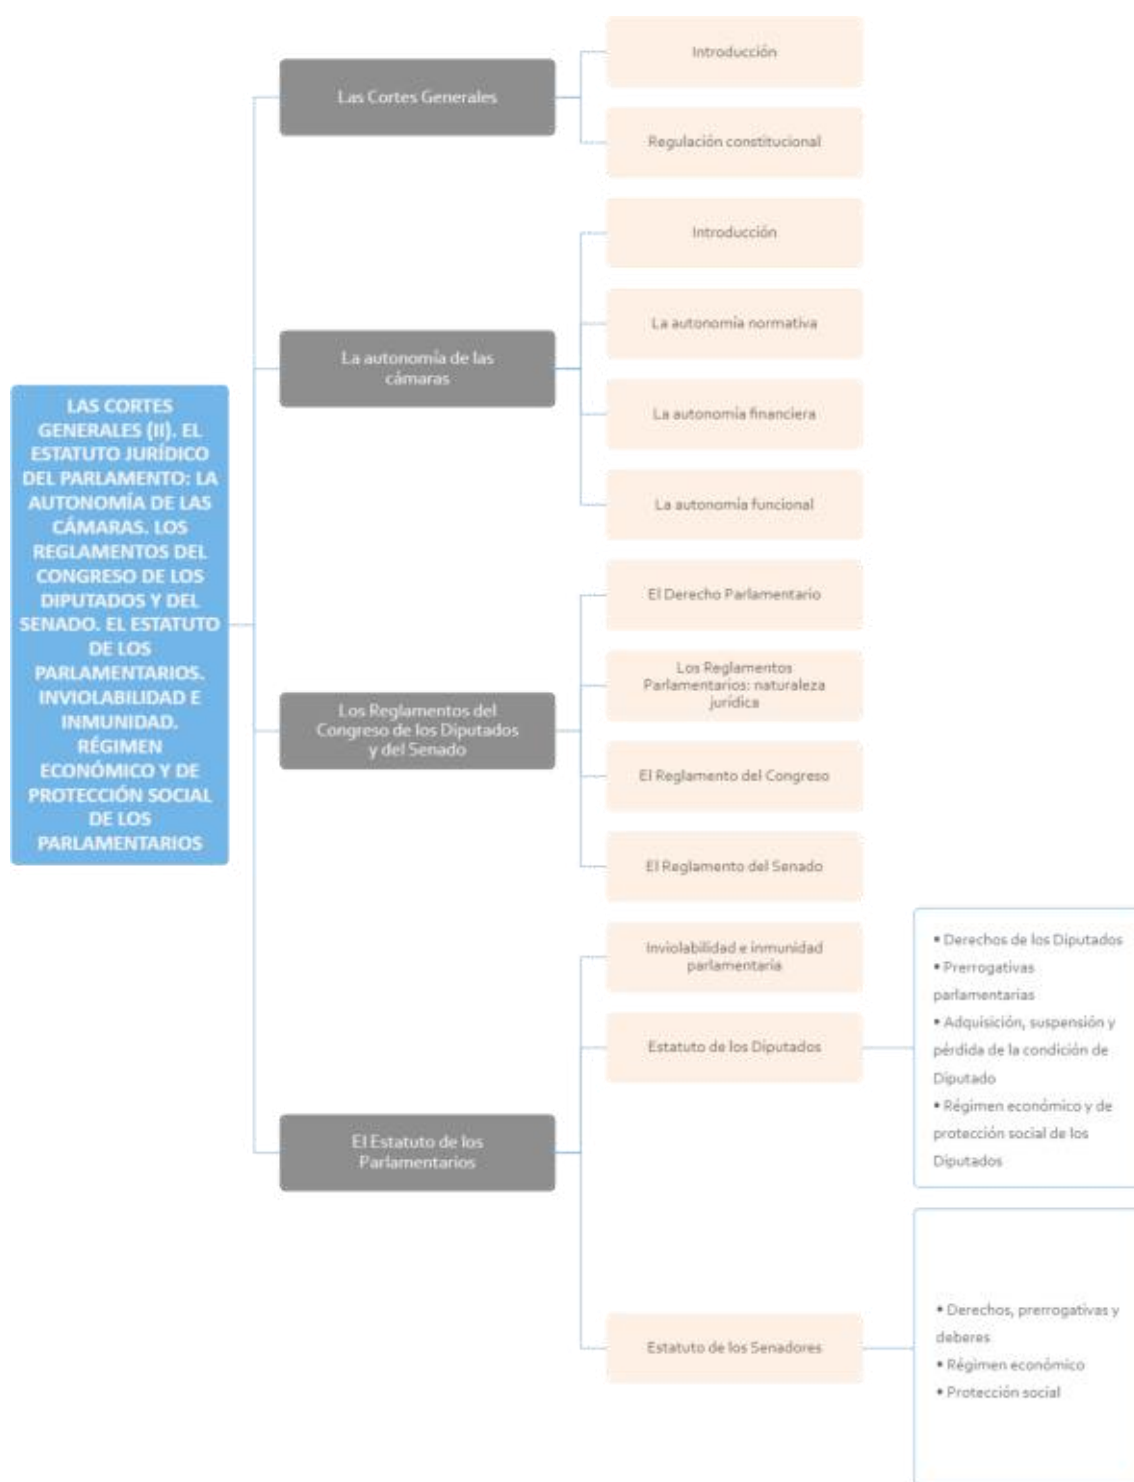 LAS CORTES
GENERALES (II). EL
ESTATUTO JURÍDICO
DEL PARLAMENTO: LA
AUTONOMÍA DE LAS
CÁMARAS. LOS
REGLAMENTOS DEL
CONGRESO DE LOS
DIPUTADOS Y DEL
SENADO. EL ESTATUTO
DE LOS
PARLAMENTARIOS.
INVIOLABILIDAD E
INMUNIDAD.
RÉGIMEN
ECONÓMICO Y DE
PROTECCIÓN SOCIAL
DE LOS
PARLAMENTARIOS
Las Cortes Generales
Introducción
Regulación constitucional
La autonomía de las
cámaras
Introducción
La autonomía normativa
La autonomía financiera
La autonomía funcional
Los Reglamentos del
Congreso de los Diputados
y del Senado
El Derecho Parlamentario
Los Reglamentos
Parlamentarios: naturaleza
jurídica
El Reglamento del Congreso
El Reglamento del Senado
El Estatuto de los
Parlamentarios
Inviolabilidad e inmunidad
parlamentaria
Estatuto de los Diputados
• Derechos de los Diputados
• Prerrogativas
parlamentarias
• Adquisición, suspensión y
pérdida de la condición de
Diputado
• Régimen económico y de
protección social de los
Diputados
Estatuto de los Senadores
• Derechos, prerrogativas y
deberes
• Régimen económico
• Protección social